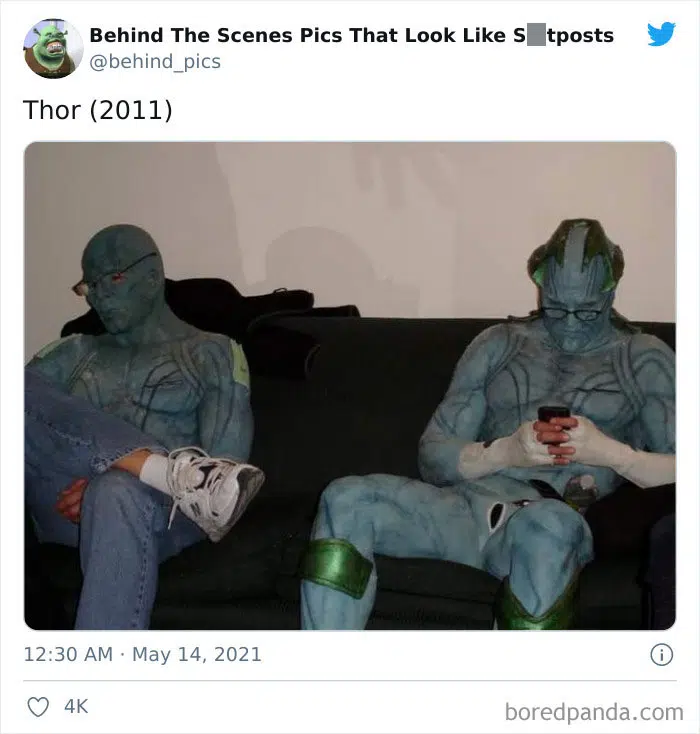 Behind The Scenes Pics That Look Like S tposts
@behind_pics
Thor (2011)
12:30 AM · May 14, 2021
4K
boredpanda.com